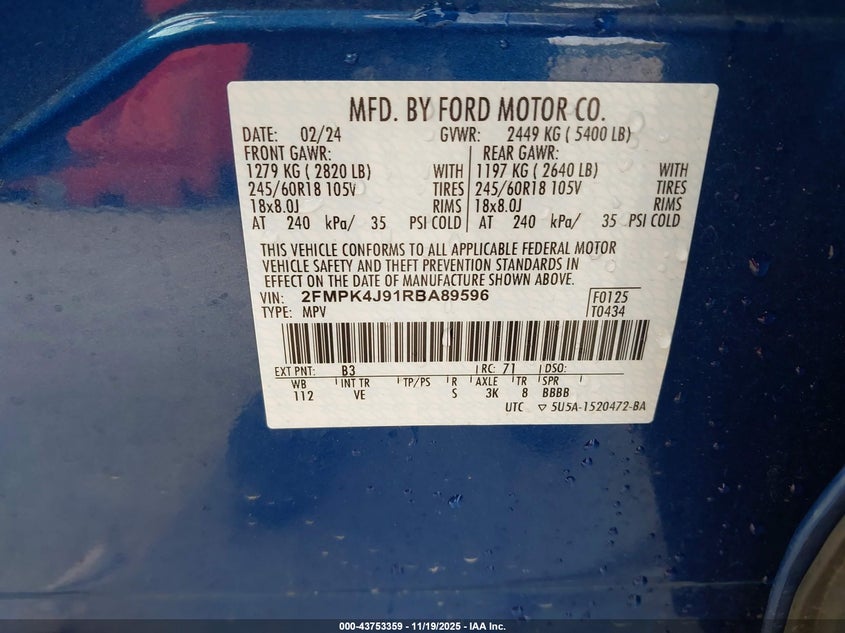 MFD. BY FORD MOTOR CO.
DATE: 02/24 GVWR: 2449 KG ( 5400 LB)
FRONT GAWR: REAR GAWR:
1279 KG ( 2820 LB) WITH 1197 KG ( 2640 LB) WITH
245/60R18 105V TIRES 245/60R18 105V TIRES
18x8.0J RIMS 18x8.0J RIMS
AT 240 kPa/ 35 PSI COLD AT 240 kPa/ 35 PSI COLD
THIS VEHICLE CONFORMS TO ALL APPLICABLE FEDERAL MOTOR
VEHICLE SAFETY AND THEFT PREVENTION STANDARDS IN
EFFECT ON THE DATE OF MANUFACTURE SHOWN ABOVE.
VIN: 2FMPK4J91RBA89596 F0125
TYPE: MPV T0434
EXT PNT: B3 RC: 71 DSO:
WB INT TR TP/PS R AXLE TR SPR
112 VE S 3K 8 BBBB
UTC ▽ 5U5A-1520472-BA
000-43753359 - 11/19/2025 - IAA Inc.